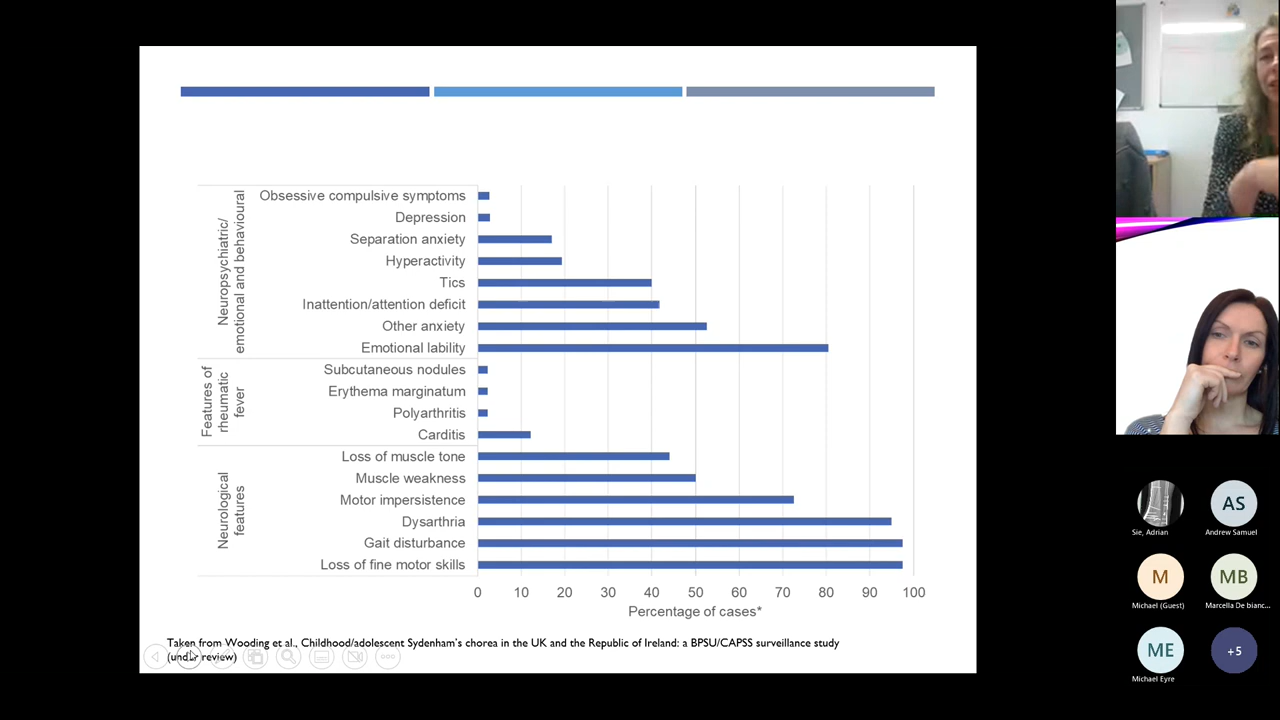 Neuropsychiatric/
emotional and behavioural
Obsessive compulsive symptoms
Depression
Separation anxiety
Hyperactivity
Tics
Inattention/attention deficit
Other anxiety
Emotional lability
Features of
rheumatic
fever
Subcutaneous nodules
Erythema marginatum
Polyarthritis
Carditis
Neurological
features
Loss of muscle tone
Muscle weakness
Motor impersistence
Dysarthria
Gait disturbance
Loss of fine motor skills
0 10 20 30 40 50 60 70 80 90 100
Percentage of cases*
Taken from Wooding et al., Childhood/adolescent Sydenham's chorea in the UK and the Republic of Ireland: a BPSU/CAPSS surveillance study
(under review)
Sie, Adrian
AS
Andrew Samuel
M
Michael (Guest)
MB
Marcella De bianc...
ME
Michael Eyre
+5